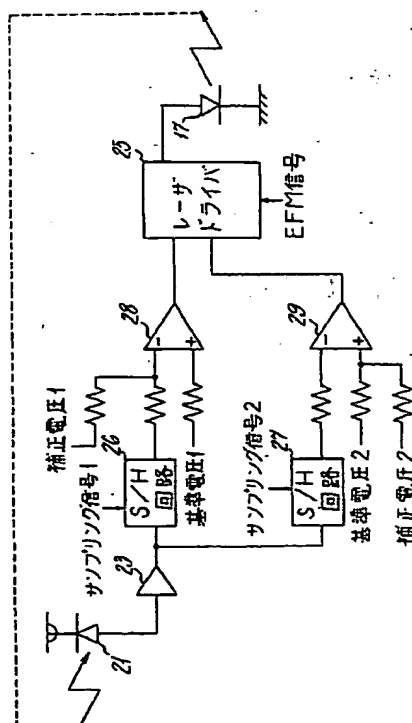 21
23
サンプリング信号1
補正電圧1
26
S/H
回路
基準電圧1
28
-
+
サンプリング信号2
27
S/H
回路
基準電圧2
補正電圧2
29
-
+
25
レーザ
ドライバ
EFM信号
17